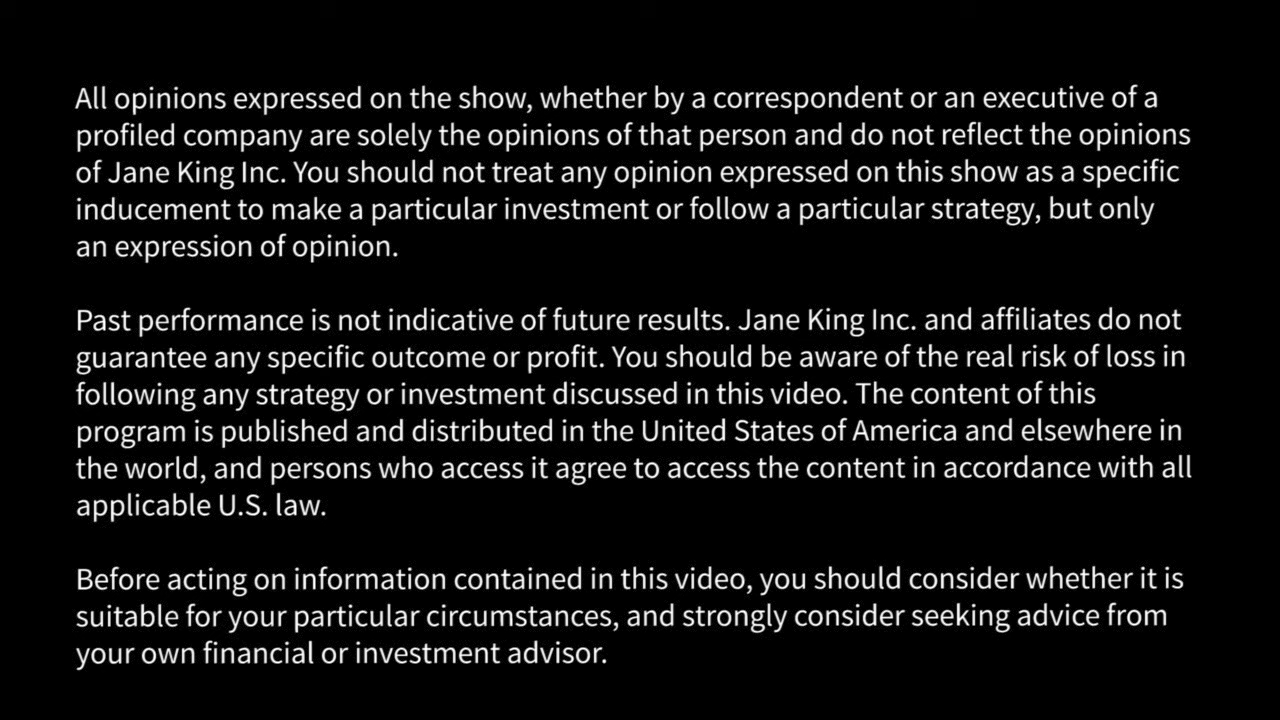 All opinions expressed on the show, whether by a correspondent or an executive of a
profiled company are solely the opinions of that person and do not reflect the opinions
of Jane King Inc. You should not treat any opinion expressed on this show as a specific
inducement to make a particular investment or follow a particular strategy, but only
an expression of opinion.
Past performance is not indicative of future results. Jane King Inc. and affiliates do not
guarantee any specific outcome or profit. You should be aware of the real risk of loss in
following any strategy or investment discussed in this video. The content of this
program is published and distributed in the United States of America and elsewhere in
the world, and persons who access it agree to access the content in accordance with all
applicable U.S. law.
Before acting on information contained in this video, you should consider whether it is
suitable for your particular circumstances, and strongly consider seeking advice from
your own financial or investment advisor.